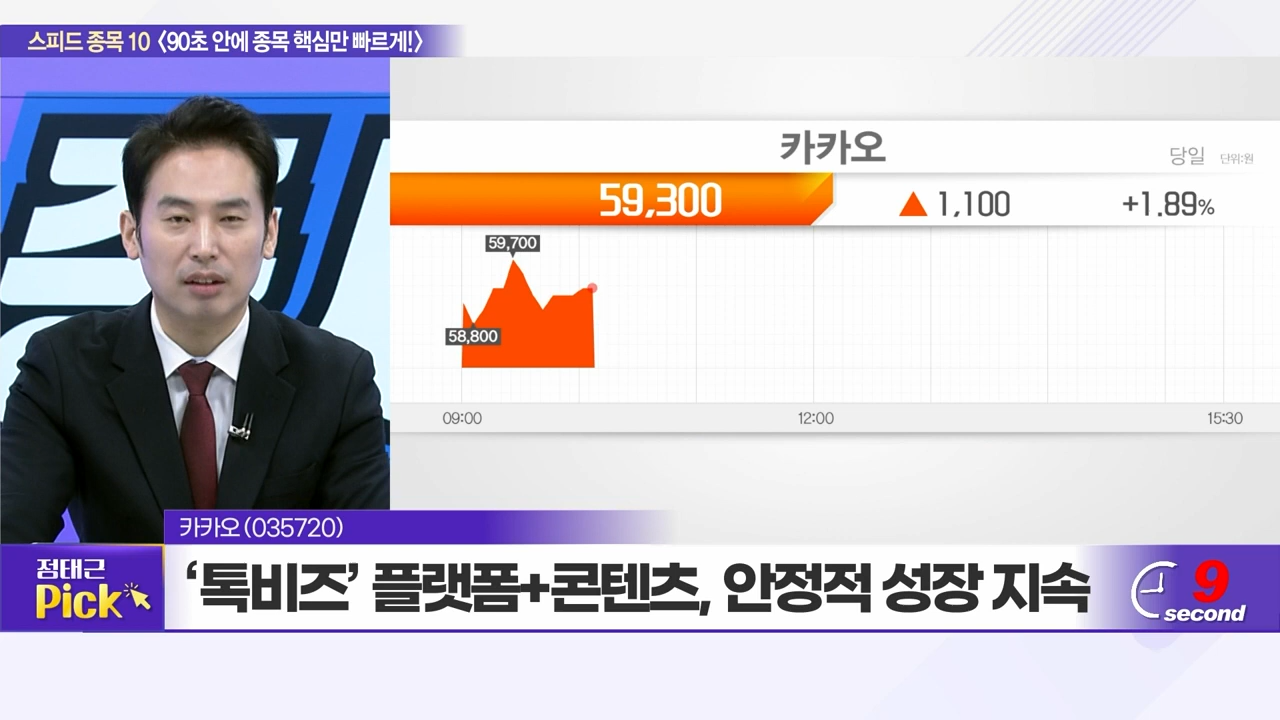 스피드 종목 10 〈90초 안에 종목 핵심만 빠르게!〉
카카오
당일 단위:원
59,300 ▲ 1,100 +1.89%
59,700
58,800
09:00 12:00 15:30
카카오(035720)
정태근
Pick
‘톡비즈’ 플랫폼+콘텐츠, 안정적 성장 지속
9
second